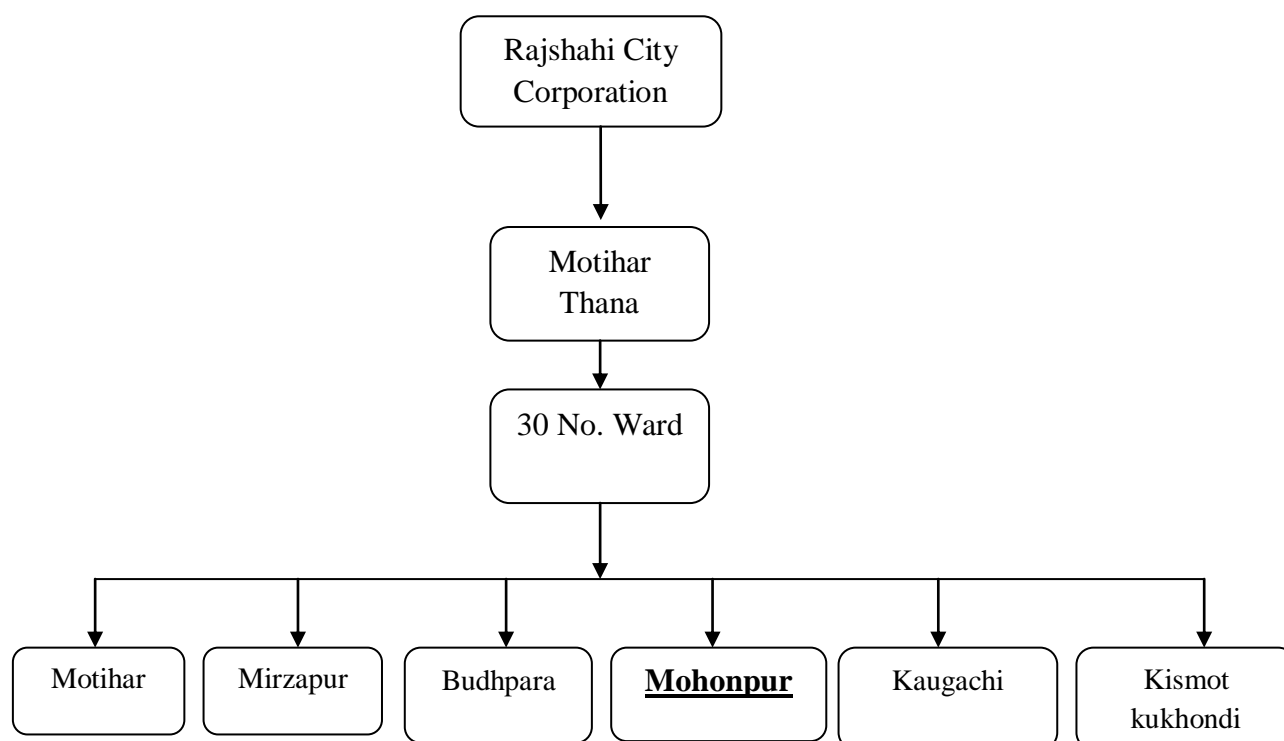 Rajshahi City
Corporation
Motihar
Thana
30 No. Ward
Motihar
Mirzapur
Budhpara
Mohonpur
Kaugachi
Kismot
kukhondi